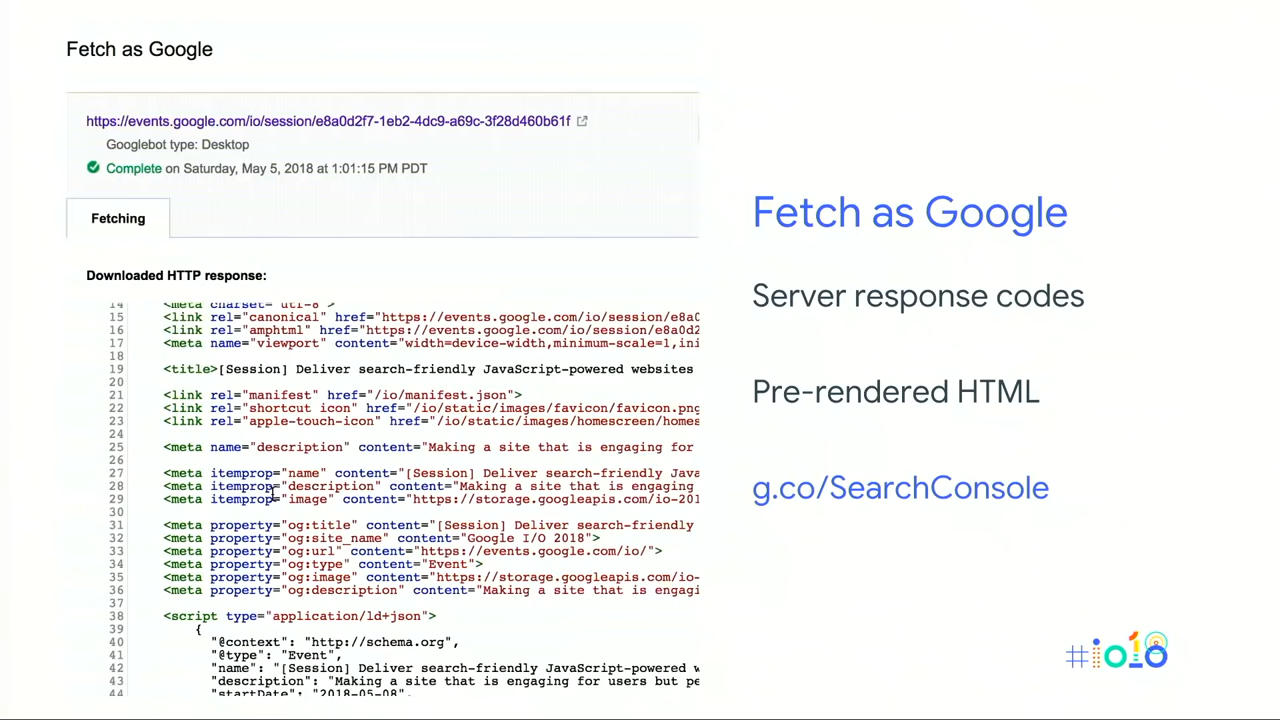 Fetch as Google
https://events.google.com/io/session/e8a0d2f7-1eb2-4dc9-a69c-3f28d460b61f
Googlebot type: Desktop
Complete on Saturday, May 5, 2018 at 1:01:15 PM PDT
Fetching
Downloaded HTTP response:
14 <meta charset="utf-8">
15 <link rel="canonical" href="https://events.google.com/io/session/e8a0
16 <link rel="amphtml" href="https://events.google.com/io/session/e8a0d2
17 <meta name="viewport" content="width=device-width,minimum-scale=1,ini
18
19 <title>[Session] Deliver search-friendly JavaScript-powered websites
20
21 <link rel="manifest" href="/io/manifest.json">
22 <link rel="shortcut icon" href="/io/static/images/favicon/favicon.png
23 <link rel="apple-touch-icon" href="/io/static/images/homescreen/homes
24
25 <meta name="description" content="Making a site that is engaging for
26
27 <meta itemprop="name" content="[Session] Deliver search-friendly Java
28 <meta itemprop="description" content="Making a site that is engaging
29 <meta itemprop="image" content="https://storage.googleapis.com/io-201
30
31 <meta property="og:title" content="[Session] Deliver search-friendly
32 <meta property="og:site_name" content="Google I/O 2018">
33 <meta property="og:url" content="https://events.google.com/io/">
34 <meta property="og:type" content="Event">
35 <meta property="og:image" content="https://storage.googleapis.com/io-
36 <meta property="og:description" content="Making a site that is engagi
37
38 <script type="application/ld+json">
39 {
40 "@context": "http://schema.org",
41 "@type": "Event",
42 "name": "[Session] Deliver search-friendly JavaScript-powered w
43 "description": "Making a site that is engaging for users but pe
44 "startDate": "2018-05-08",
Fetch as Google
Server response codes
Pre-rendered HTML
g.co/SearchConsole
#io18